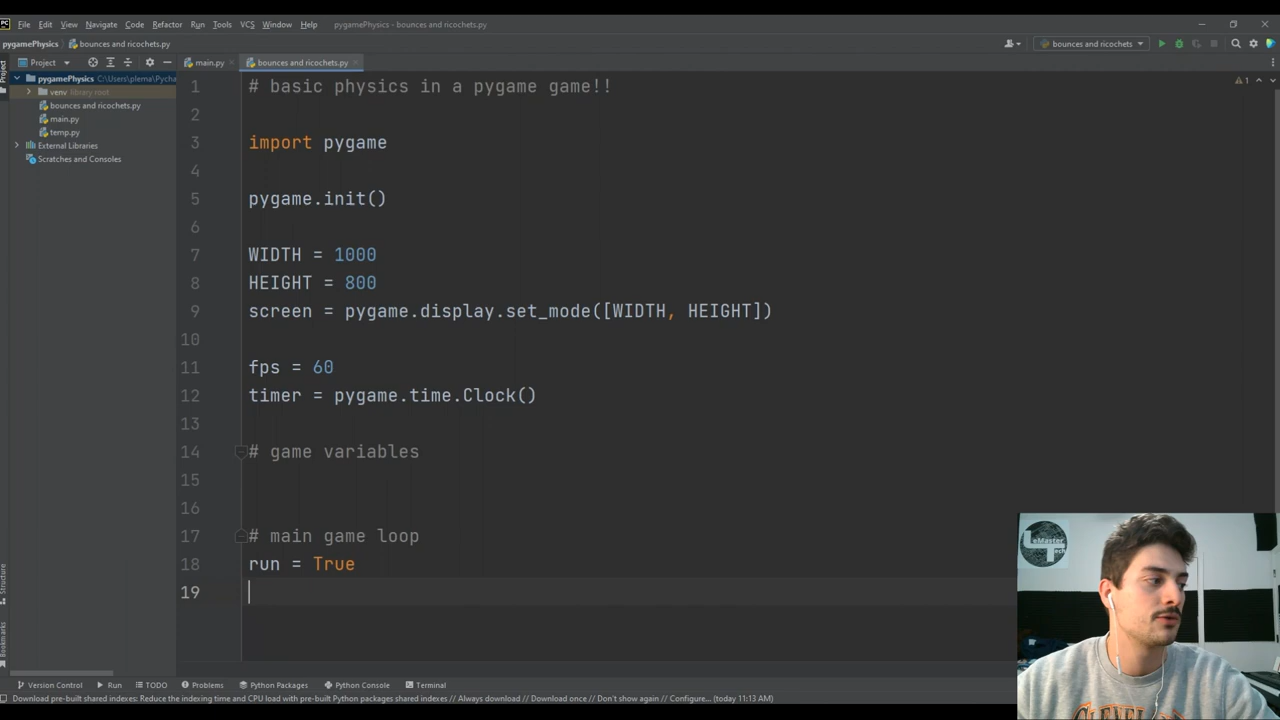 PC File Edit View Navigate Code Refactor Run Tools VCS Window Help pygamePhysics - bounces and ricochets.py
pygamePhysics bounces and ricochets.py bounces and ricochets
Project Project main.py bounces and ricochets.py
pygamePhysics C:\Users\plema\Pycha
venv library root
bounces and ricochets.py
main.py
temp.py
External Libraries
Scratches and Consoles
1 # basic physics in a pygame game!! 1
2
3 import pygame
4
5 pygame.init()
6
7 WIDTH = 1000
8 HEIGHT = 800
9 screen = pygame.display.set_mode([WIDTH, HEIGHT])
10
11 fps = 60
12 timer = pygame.time.Clock()
13
14 # game variables
15
16
17 # main game loop
18 run = True
19
Structure
Bookmarks
LeMaster
Tech
Version Control Run TODO Problems Python Packages Python Console Terminal
Download pre-built shared indexes: Reduce the indexing time and CPU load with pre-built Python packages shared indexes // Always download // Download once // Don't show again // Configure... (today 11:13 AM)